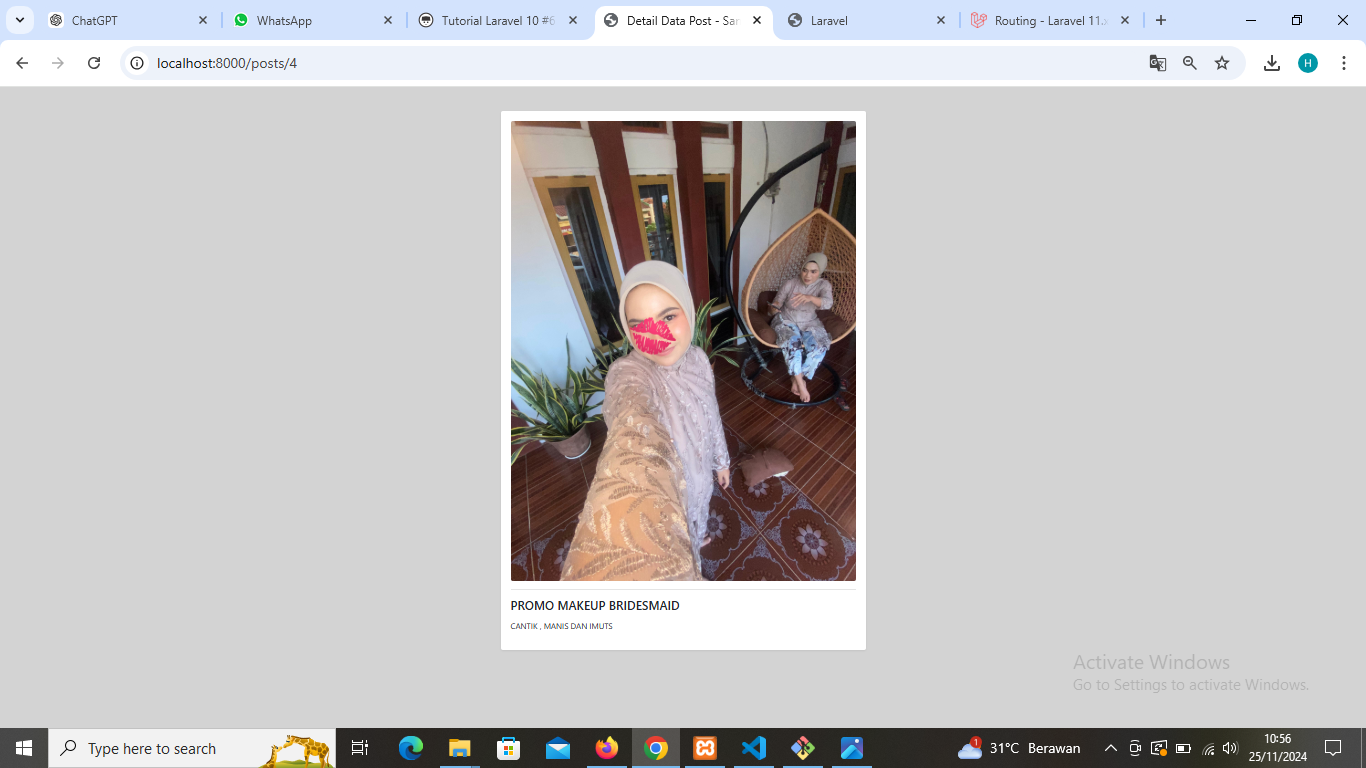 ChatGPT
WhatsApp
Tutorial Laravel 10 #6
Detail Data Post - San
Laravel
Routing - Laravel 11.x
localhost:8000/posts/4
H
PROMO MAKEUP BRIDESMAID
CANTIK , MANIS DAN IMUTS
Activate Windows
Go to Settings to activate Windows.
Type here to search
1
31°C Berawan
10:56
25/11/2024